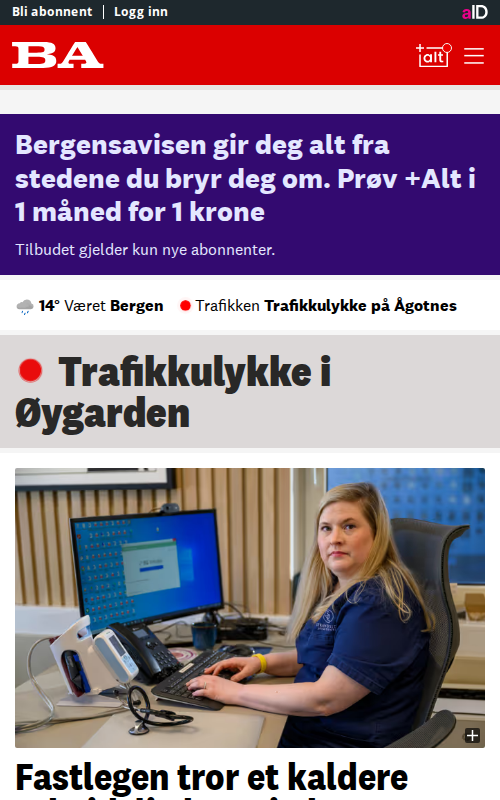 Bli abonnent | Logg inn
aID
BA
+alt
Bergensavisen gir deg alt fra
stedene du bryr deg om. Prøv +Alt i
1 måned for 1 krone
Tilbudet gjelder kun nye abonnenter.
14° Været Bergen Trafikken Trafikkulykke på Ågotnes
Trafikkulykke i
Øygarden
Fastlegen tror et kaldere